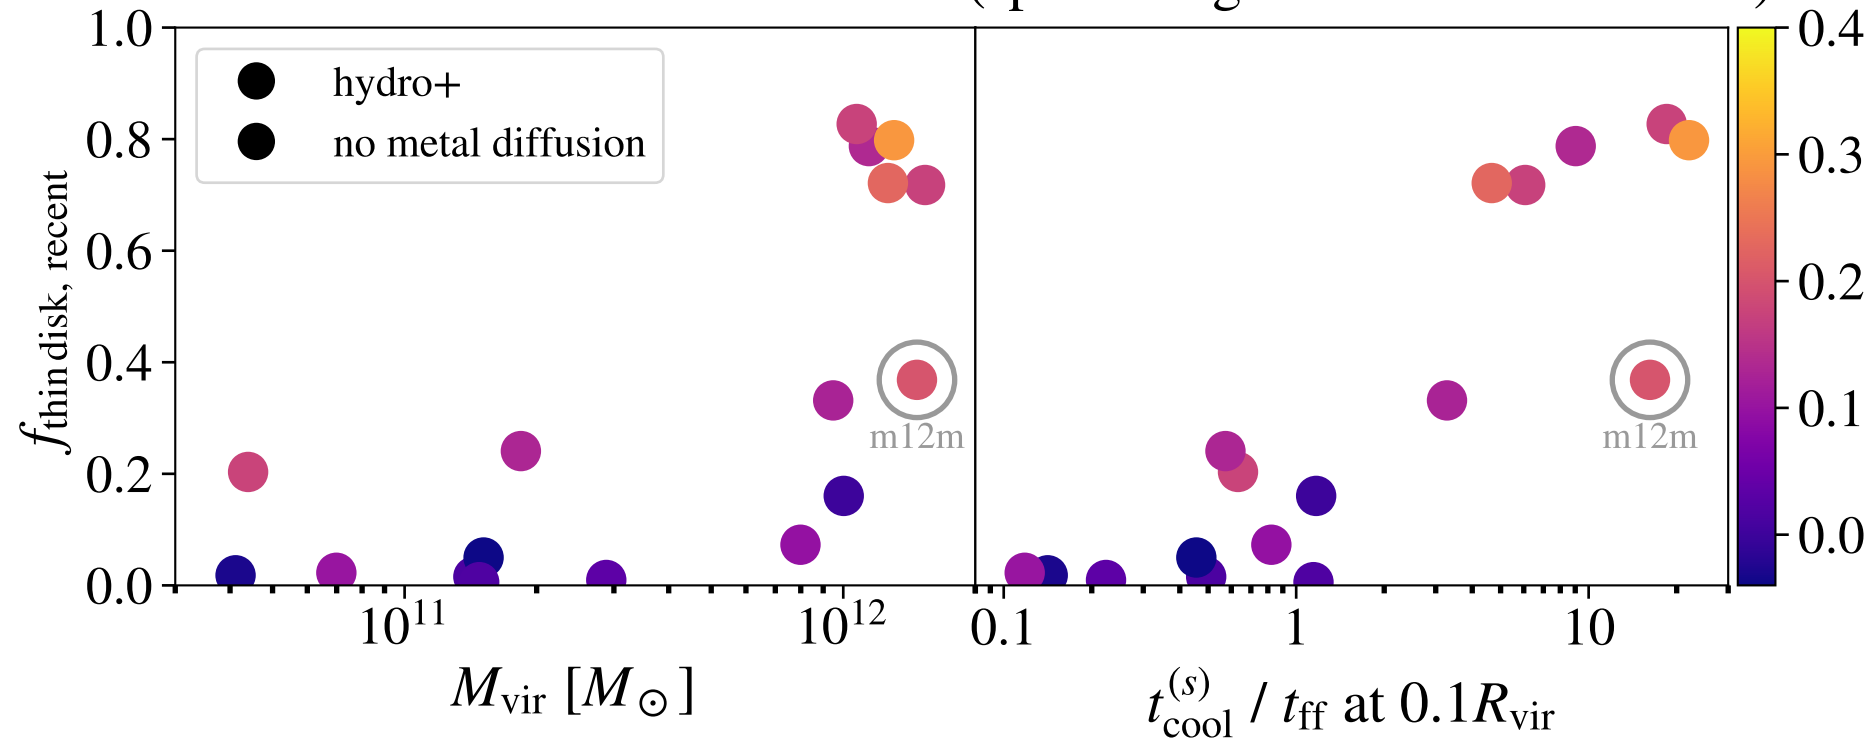 1.0
0.8
0.6
0.4
0.2
0.0
f_thin disk, recent
hydro+
no metal diffusion
m12m
m12m
10^11
10^12
0.1
1
10
M_vir [M_⊙]
t_cool^(s) / t_ff at 0.1R_vir
0.4
0.3
0.2
0.1
0.0